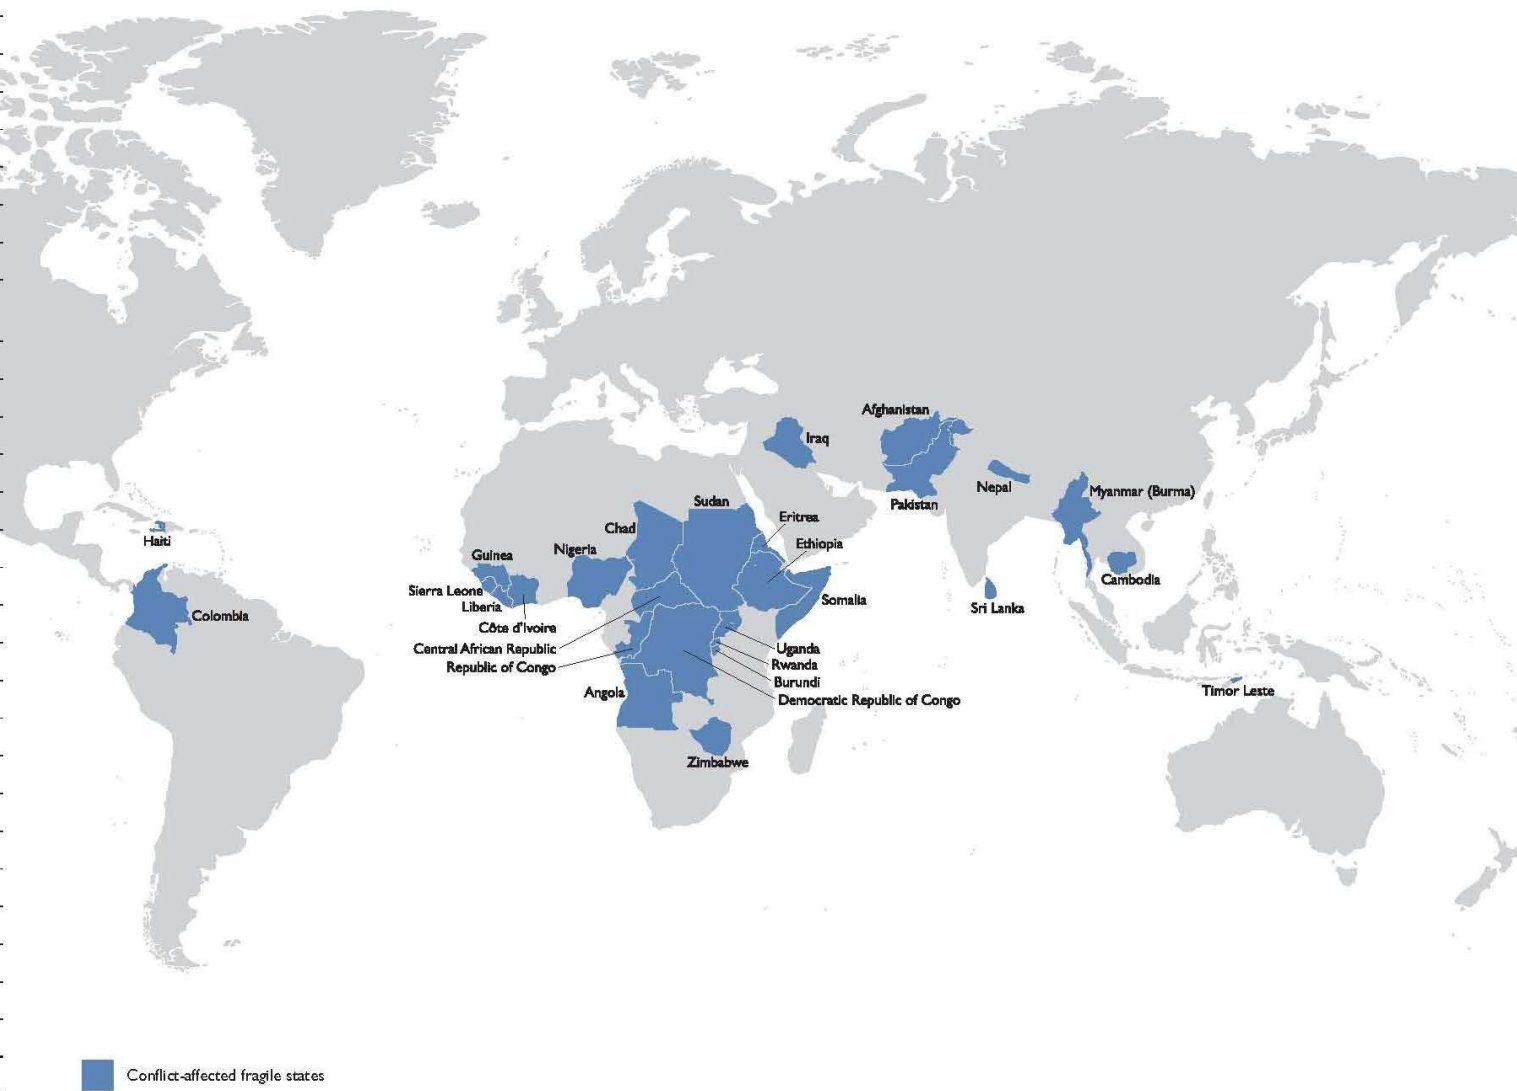 Afghanistan
Iraq
Nepal
Myanmar (Burma)
Pakistan
Sudan
Eritrea
Chad
Haiti
Ethiopia
Nigeria
Guinea
Cambodia
Sierra Leone
Somalia
Liberia
Sri Lanka
Colombia
Côte d'Ivoire
Central African Republic
Uganda
Republic of Congo
Rwanda
Burundi
Angola
Timor Leste
Democratic Republic of Congo
Zimbabwe
Conflict-affected fragile states